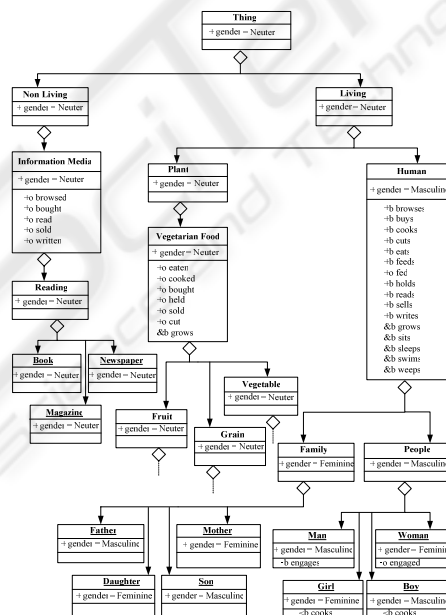 Thing
+ gender = Neuter
Non Living
+ gender = Neuter
Living
+ gender = Neuter
Information Media
+ gender = Neuter
+o browsed
+o bought
+o read
+o sold
+o written
Reading
+ gender = Neuter
Book
+ gender = Neuter
Newspaper
+ gender = Neuter
Magazine
+ gender = Neuter
Plant
+ gender = Neuter
Vegetarian Food
+ gender = Neuter
+o eaten
+o cooked
+o bought
+o held
+o sold
+o cut
&b grows
Fruit
+ gender = Neuter
Grain
+ gender = Neuter
Vegetable
+ gender = Neuter
Human
+ gender = Masculine
+b browses
+b buys
+b cooks
+b cuts
+b eats
+b feeds
+o fed
+b holds
+b reads
+b sells
+b writes
&b grows
&b sits
&b sleeps
&b swims
&b weeps
Family
+ gender = Feminine
People
+ gender = Masculine
Father
+ gender = Masculine
Mother
+ gender = Feminine
Daughter
+ gender = Feminine
Son
+ gender = Masculine
Man
+ gender = Masculine
-b engages
Woman
+ gender = Feminine
-o engaged
Girl
+ gender = Feminine
<b cooks
Boy
+ gender = Masculine
<b cooks